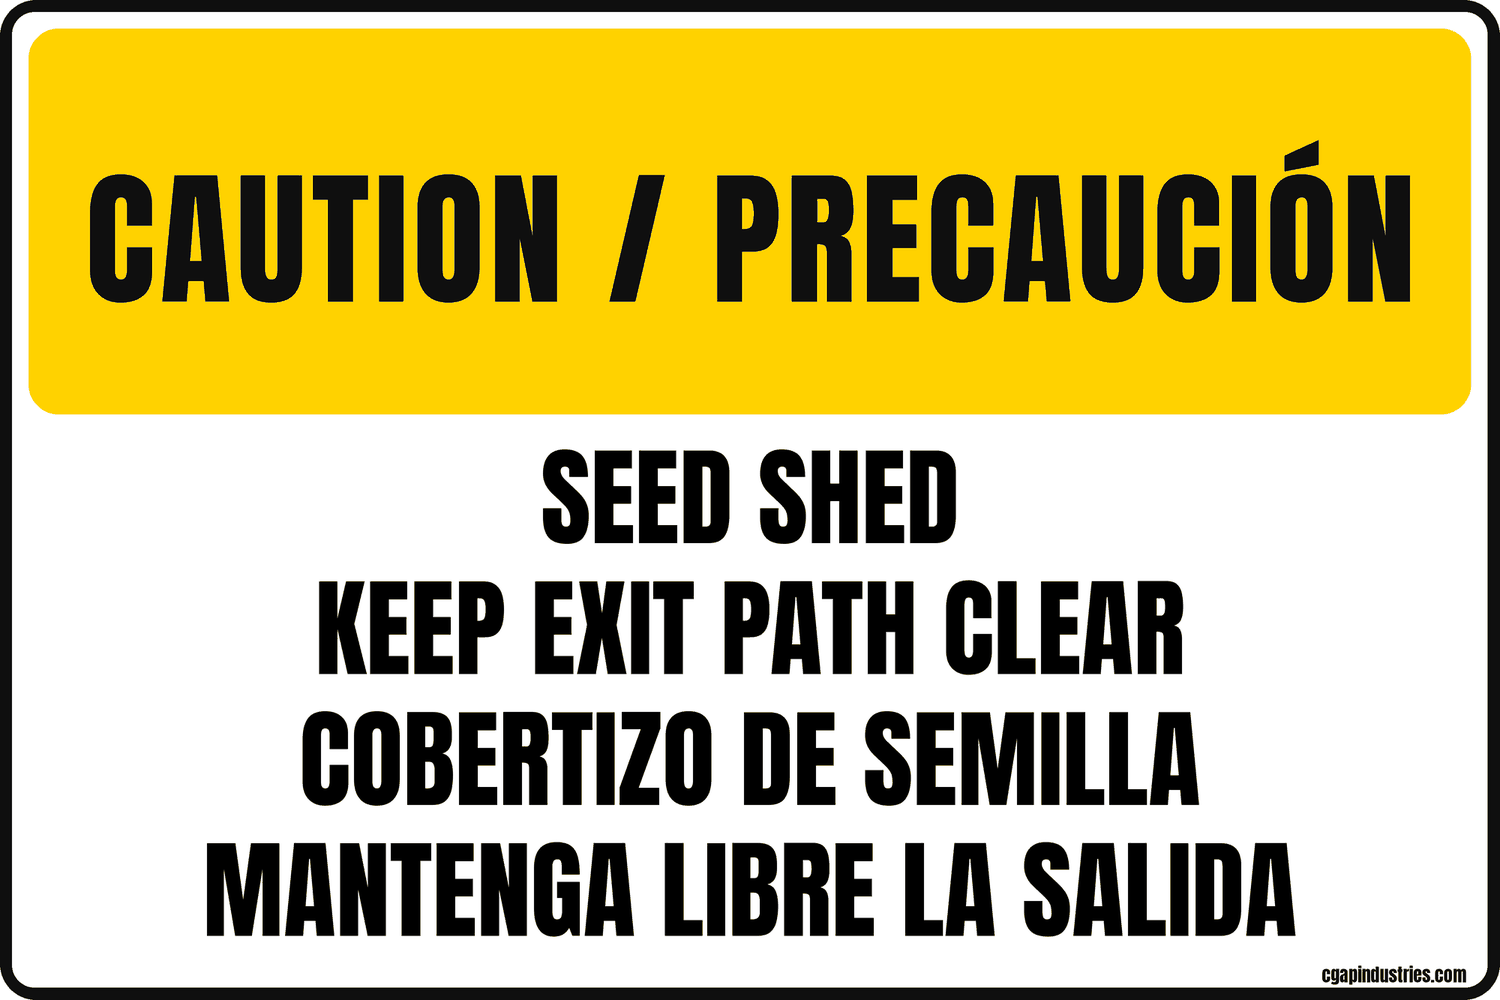 CAUTION / PRECAUCIÓN
SEED SHED
KEEP EXIT PATH CLEAR
COBERTIZO DE SEMILLA
MANTENGA LIBRE LA SALIDA
cgapindustries.com